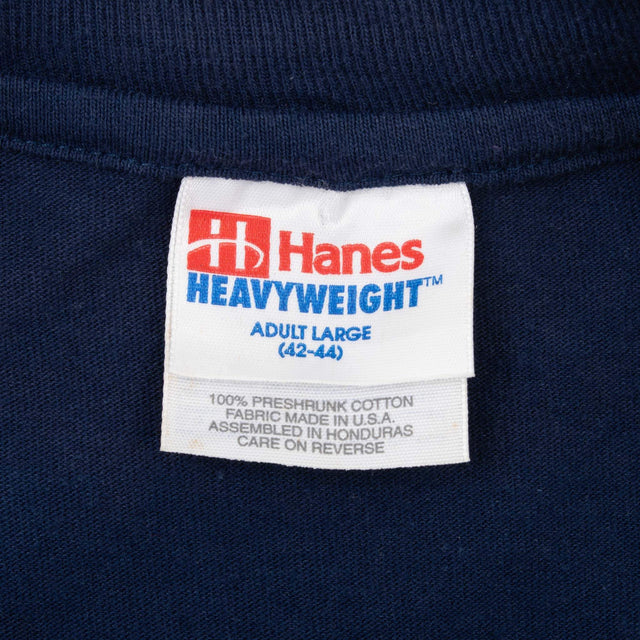 H Hanes
HEAVYWEIGHT™
ADULT LARGE
(42-44)
100% PRESHRUNK COTTON
FABRIC MADE IN U.S.A.
ASSEMBLED IN HONDURAS
CARE ON REVERSE